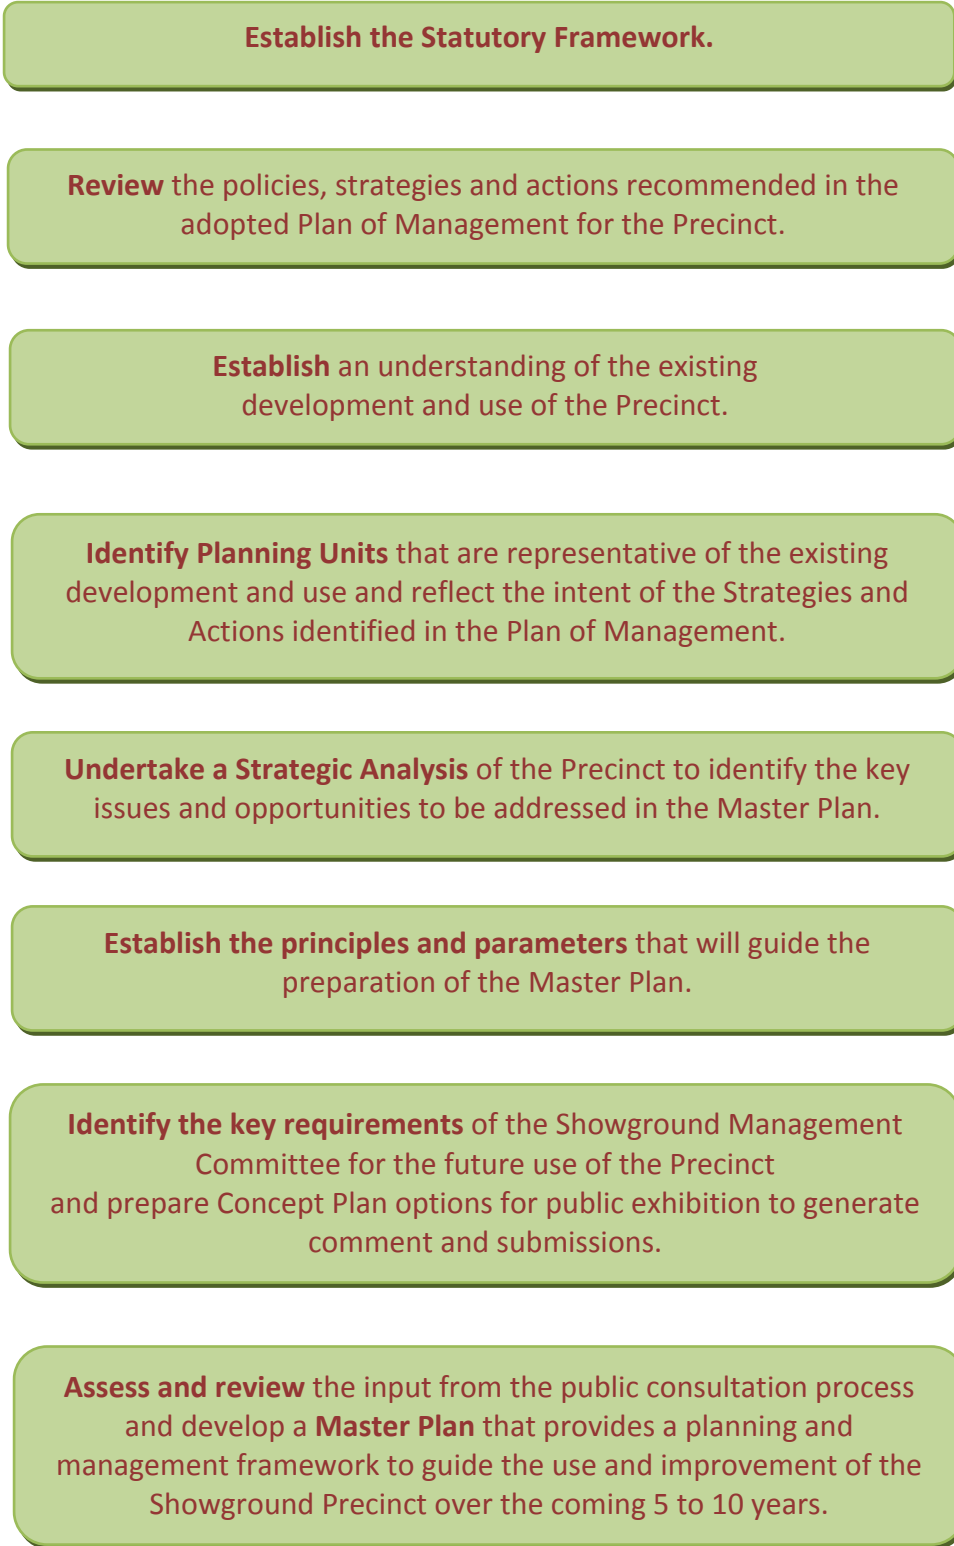 Establish the Statutory Framework.
Review the policies, strategies and actions recommended in the
adopted Plan of Management for the Precinct.
Establish an understanding of the existing
development and use of the Precinct.
Identify Planning Units that are representative of the existing
development and use and reflect the intent of the Strategies and
Actions identified in the Plan of Management.
Undertake a Strategic Analysis of the Precinct to identify the key
issues and opportunities to be addressed in the Master Plan.
Establish the principles and parameters that will guide the
preparation of the Master Plan.
Identify the key requirements of the Showground Management
Committee for the future use of the Precinct
and prepare Concept Plan options for public exhibition to generate
comment and submissions.
Assess and review the input from the public consultation process
and develop a Master Plan that provides a planning and
management framework to guide the use and improvement of the
Showground Precinct over the coming 5 to 10 years.